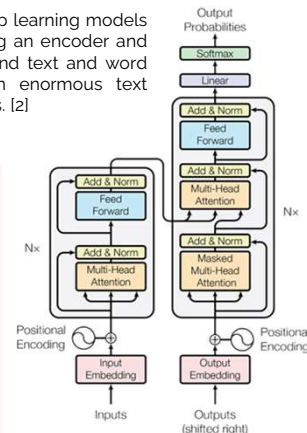 p learning models
g an encoder and
nd text and word
n enormous text
s. [2]
Output
Probabilities
Softmax
Linear
Add & Norm
Feed
Forward
Add & Norm
Multi-Head
Attention
Add & Norm
Masked
Multi-Head
Attention
Nx
Positional
Encoding
Output
Embedding
Outputs
(shifted right)
Add & Norm
Feed
Forward
Add & Norm
Multi-Head
Attention
Nx
Positional
Encoding
Input
Embedding
Inputs